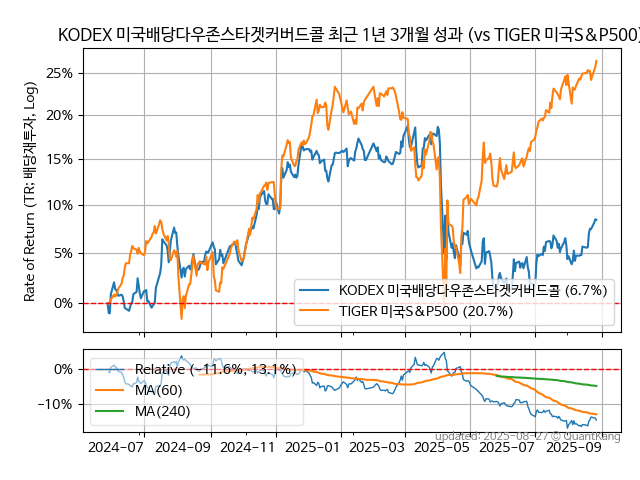 KODEX 미국배당다우존스타겟커버드콜 최근 1년 3개월 성과 (vs TIGER 미국S&P500)
Rate of Return (TR: 배당재투자, Log)
25%
20%
15%
10%
5%
0%
KODEX 미국배당다우존스타겟커버드콜 (6.7%)
TIGER 미국S&P500 (20.7%)
0%
−10%
Relative (−11.6%, 13.1%)
MA(60)
MA(240)
updated: 2025-08-27 © QuantKang
2024-07 2024-09 2024-11 2025-01 2025-03 2025-05 2025-07 2025-09